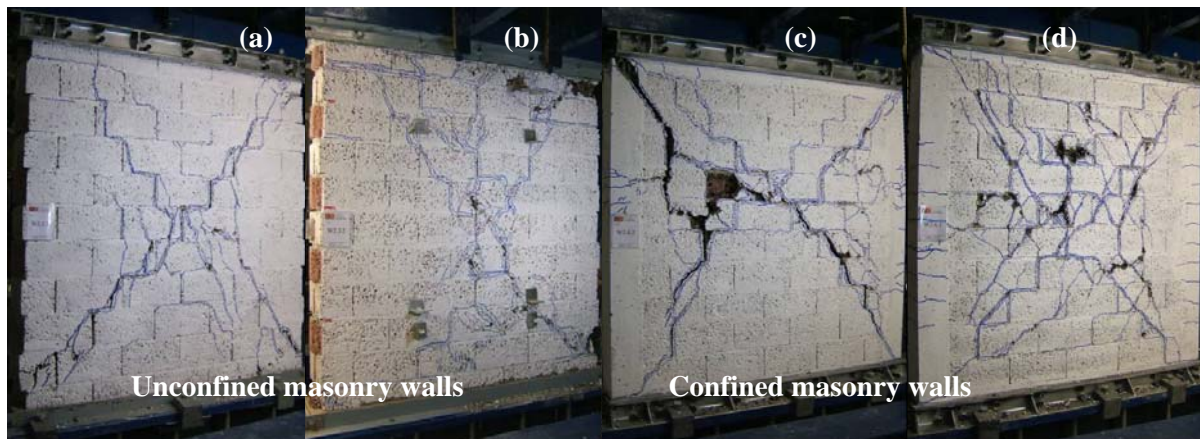 (a)
(b)
(c)
(d)
Unconfined masonry walls
Confined masonry walls